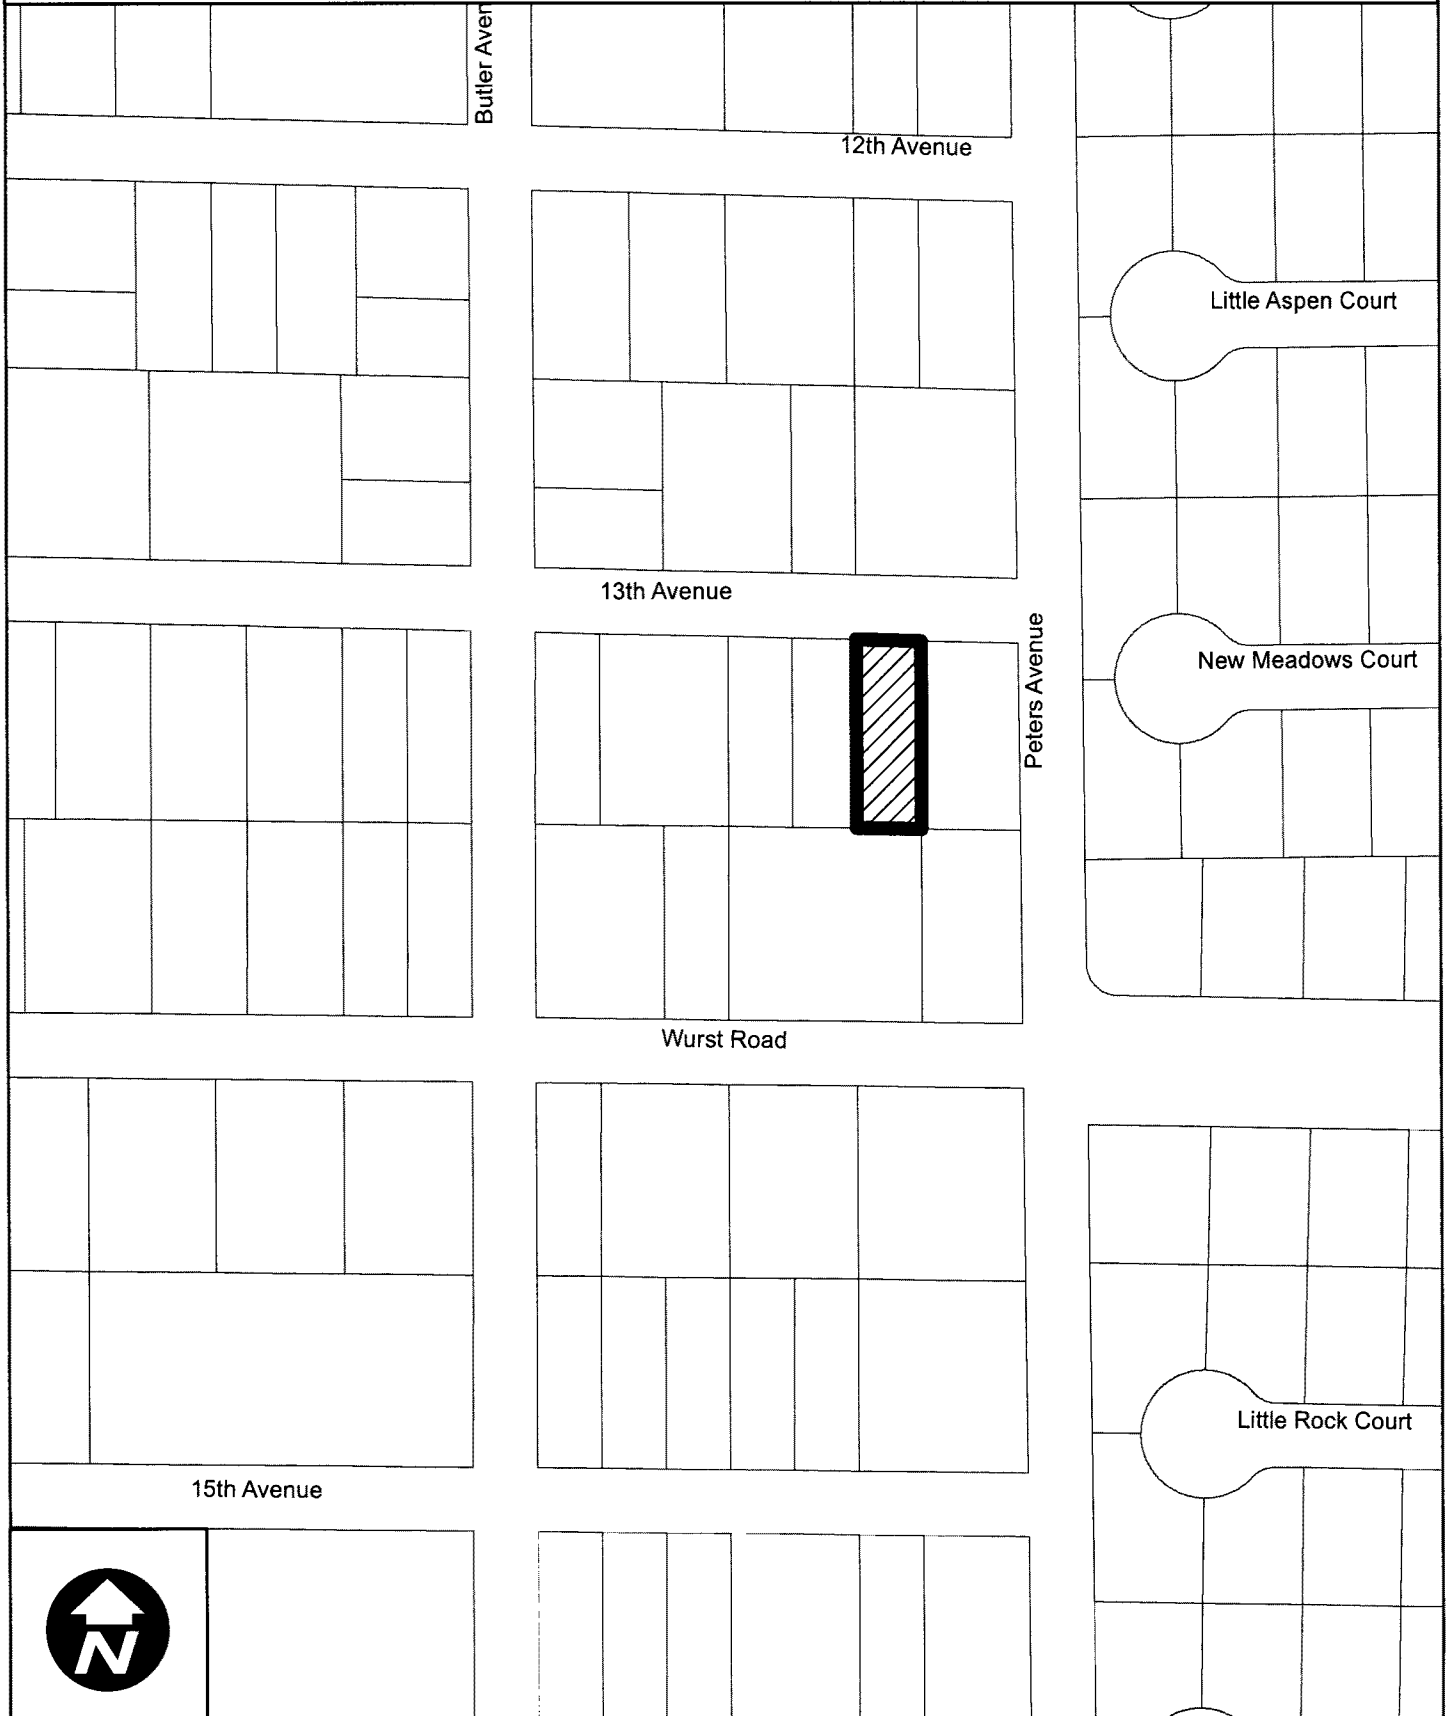 Butler Aven
12th Avenue
Little Aspen Court
13th Avenue
Peters Avenue
New Meadows Court
Wurst Road
Little Rock Court
15th Avenue
N